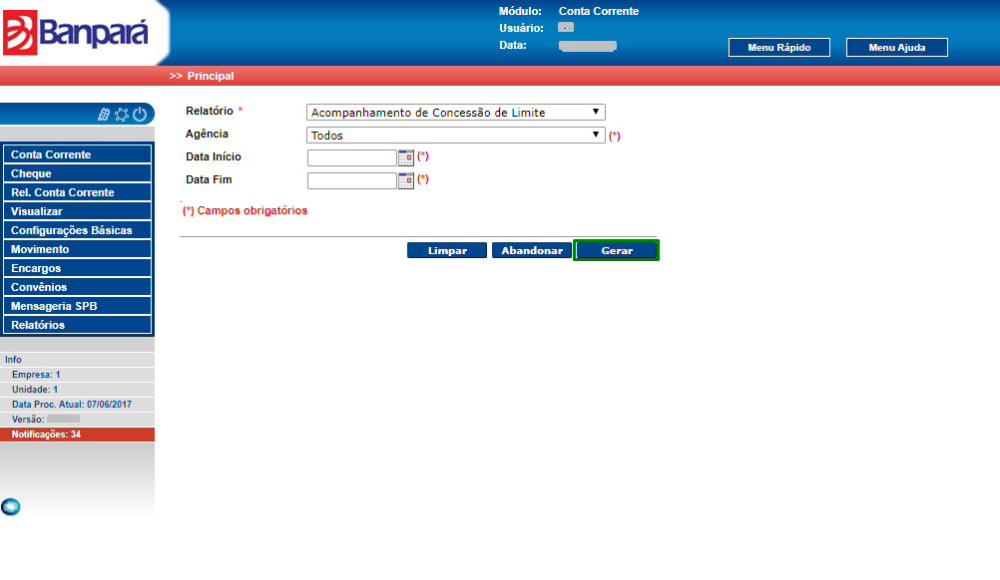 Banpará
Módulo: Conta Corrente
Usuário:
Data:
Menu Rápido
Menu Ajuda
>> Principal
Relatório *
Acompanhamento de Concessão de Limite
Agência
Todos
(*)
Data Início
(*)
Data Fim
(*)
(*) Campos obrigatórios
Limpar
Abandonar
Gerar
Conta Corrente
Cheque
Rel. Conta Corrente
Visualizar
Configurações Básicas
Movimento
Encargos
Convênios
Mensageria SPB
Relatórios
Info
Empresa: 1
Unidade: 1
Data Proc. Atual: 07/06/2017
Versão:
Notificações: 34